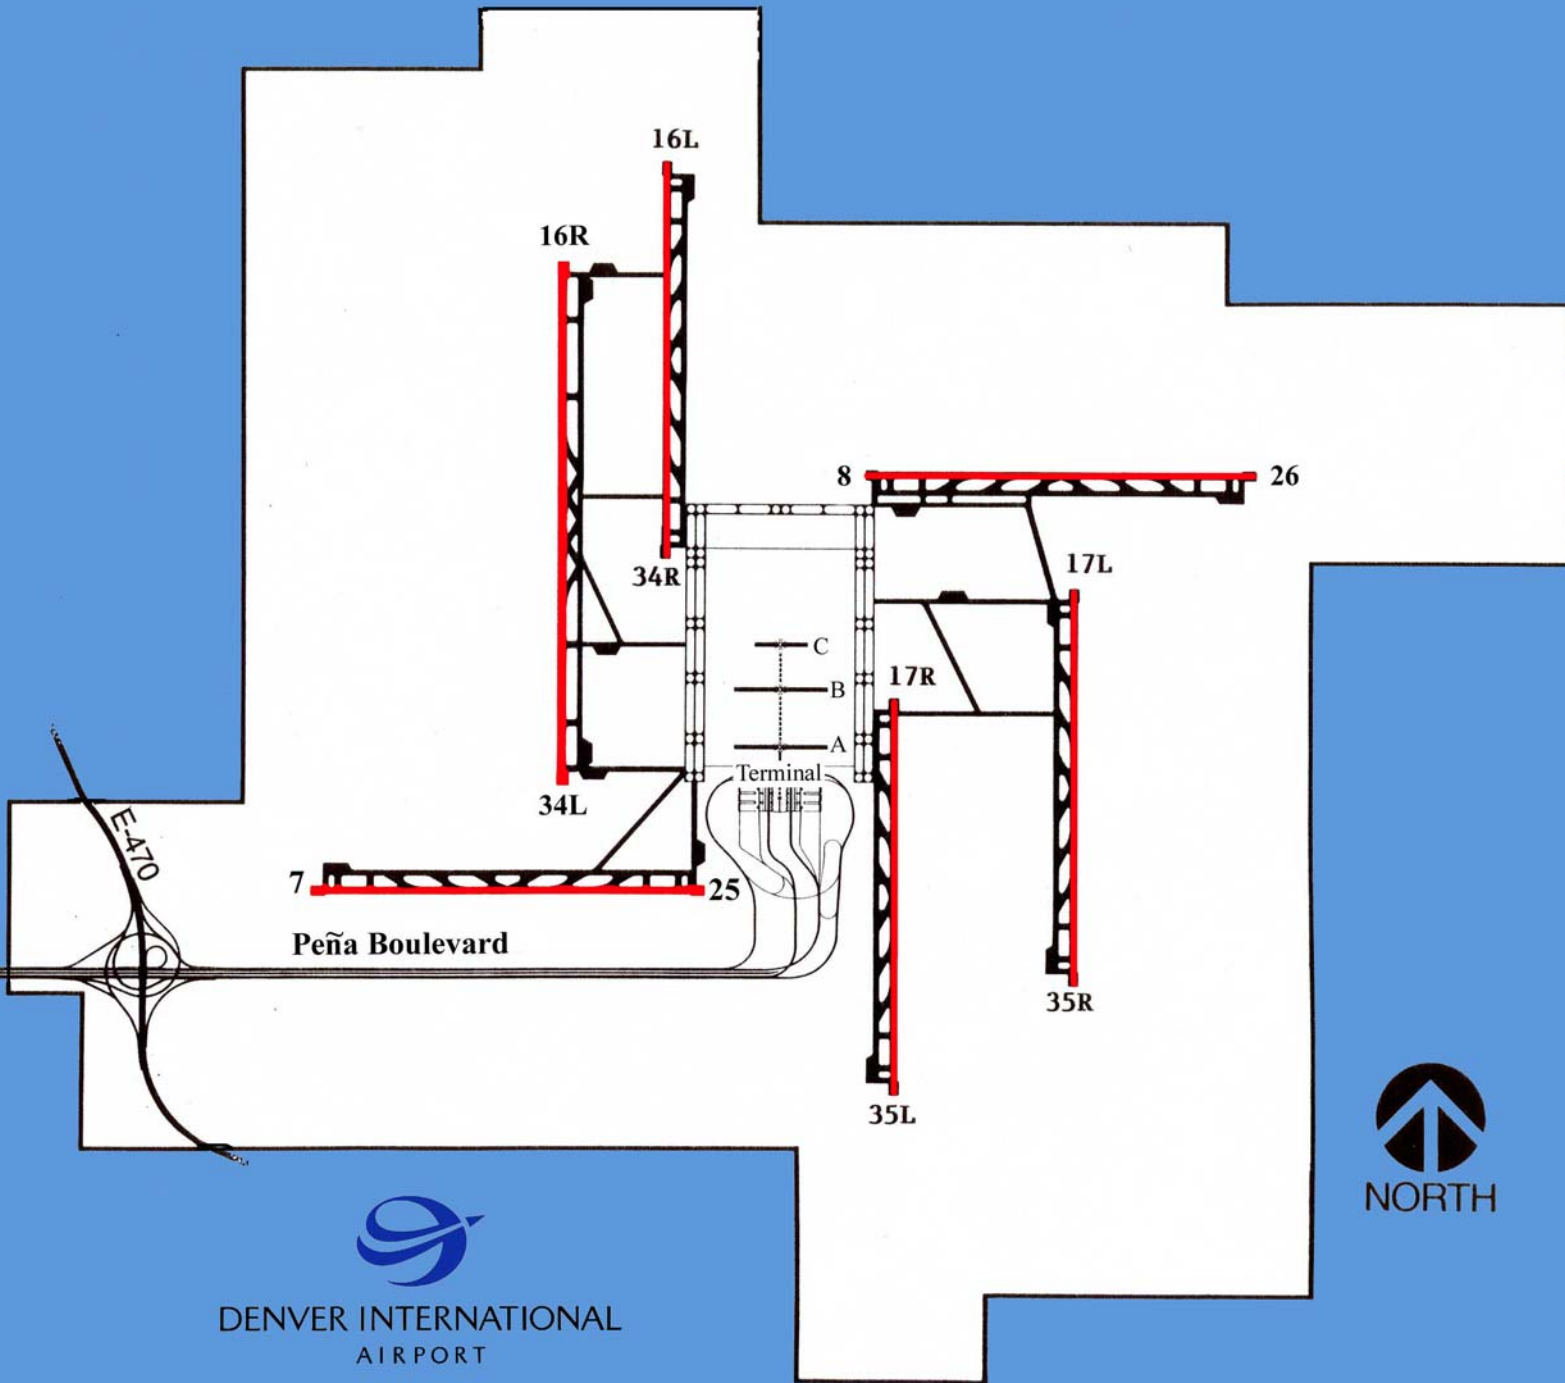 16L
16R
8
26
34R
17L
C
17R
B
A
Terminal
34L
E-470
7
25
Peña Boulevard
35R
35L
NORTH
DENVER INTERNATIONAL
AIRPORT